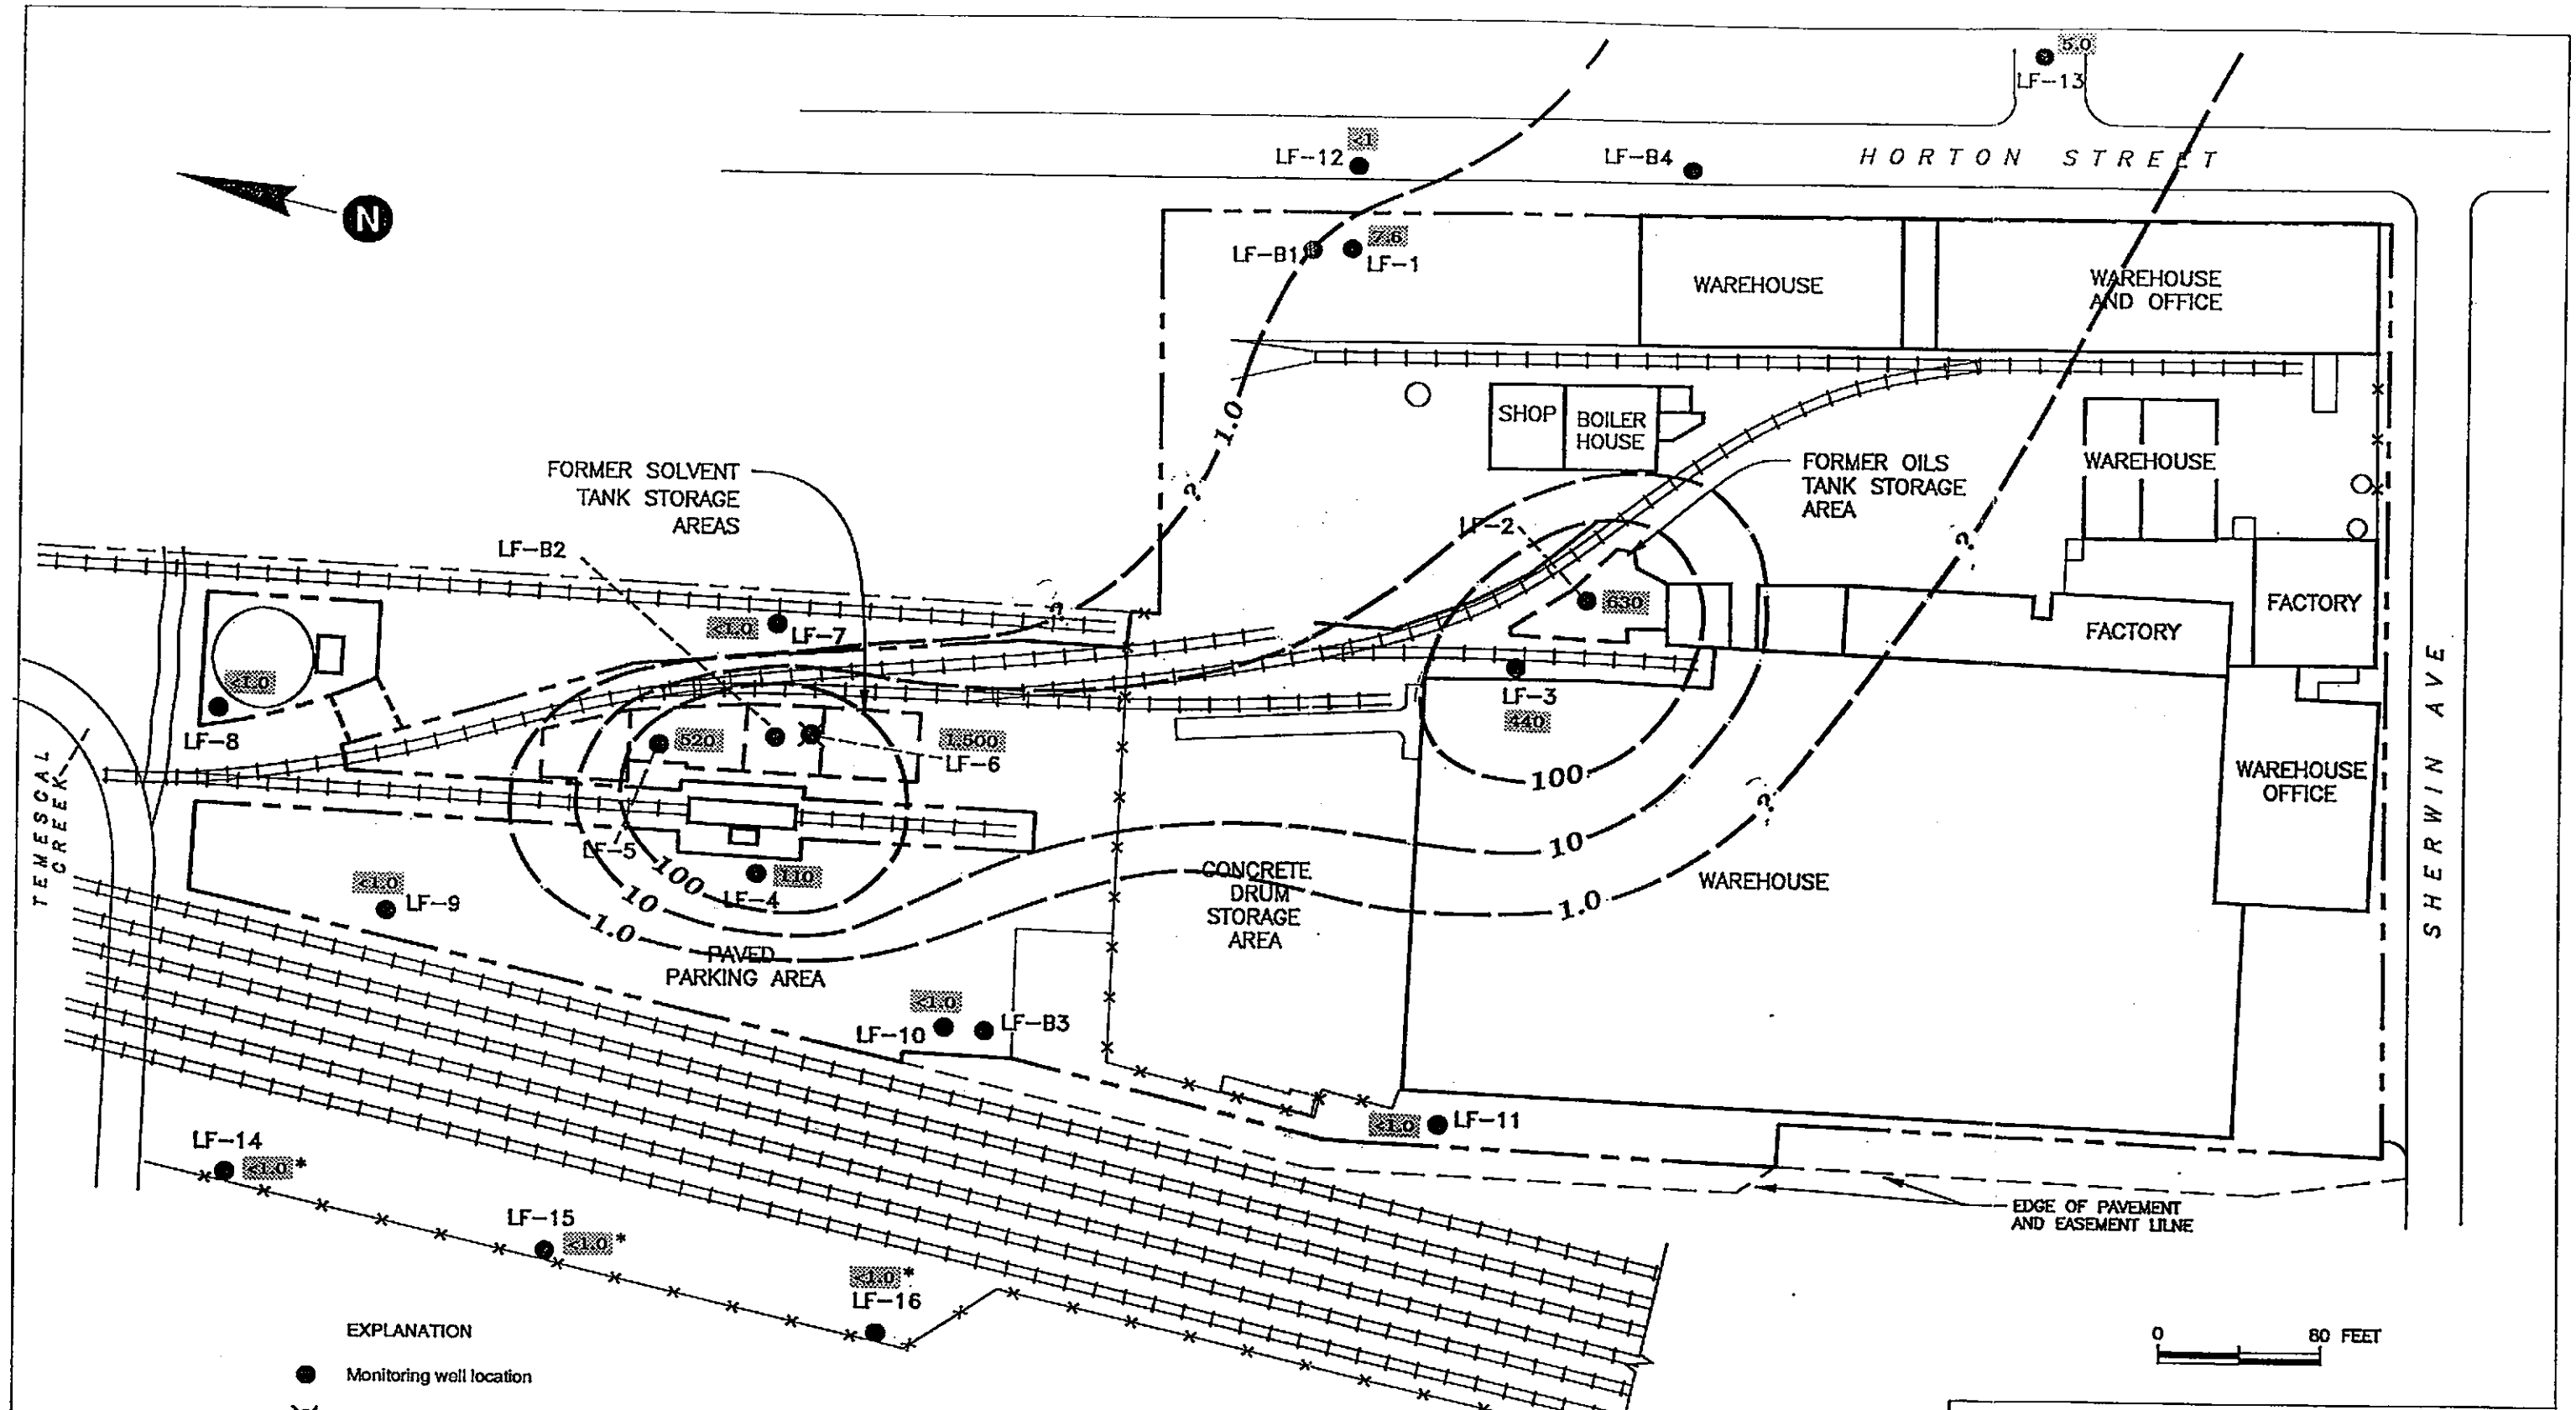 5.0
LF-13
<1
LF-12
LF-B4
HORTON STREET
N
LF-B1
7.6
LF-1
WAREHOUSE
WAREHOUSE
AND OFFICE
1.0
SHOP
BOILER
HOUSE
FORMER SOLVENT
TANK STORAGE
AREAS
?
FORMER OILS
TANK STORAGE
AREA
WAREHOUSE
LF-2
LF-B2
?
?
630
FACTORY
FACTORY
<1.0
LF-7
<1.0
LF-8
LF-3
440
520
1,500
LF-6
TEMESCAL
CREEK
WAREHOUSE
OFFICE
SHERWIN AVE
100
?
10
LF-5
100
110
LF-4
10
1.0
<1.0
LF-9
CONCRETE
DRUM
STORAGE
AREA
WAREHOUSE
1.0
PAVED
PARKING AREA
<1.0
LF-10
LF-B3
<1.0
LF-11
LF-14
<1.0 *
EDGE OF PAVEMENT
AND EASEMENT LILNE
LF-15
<1.0 *
<1.0 *
LF-16
EXPLANATION
Monitoring well location
0 80 FEET